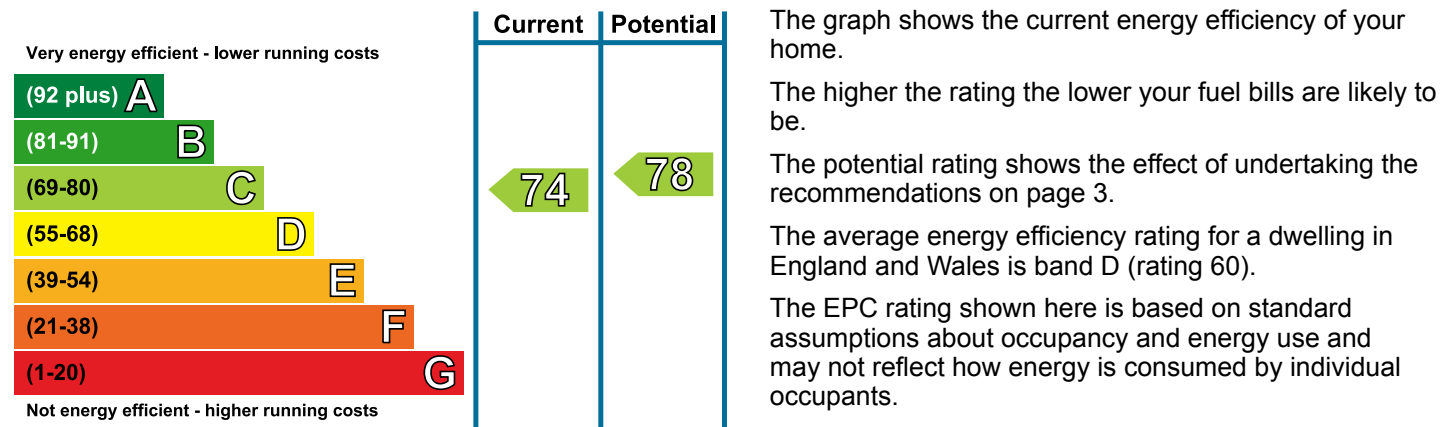 Current Potential
Very energy efficient - lower running costs
(92 plus) A
(81-91) B
(69-80) C
(55-68) D
(39-54) E
(21-38) F
(1-20) G
Not energy efficient - higher running costs
74
78
The graph shows the current energy efficiency of your
home.
The higher the rating the lower your fuel bills are likely to
be.
The potential rating shows the effect of undertaking the
recommendations on page 3.
The average energy efficiency rating for a dwelling in
England and Wales is band D (rating 60).
The EPC rating shown here is based on standard
assumptions about occupancy and energy use and
may not reflect how energy is consumed by individual
occupants.